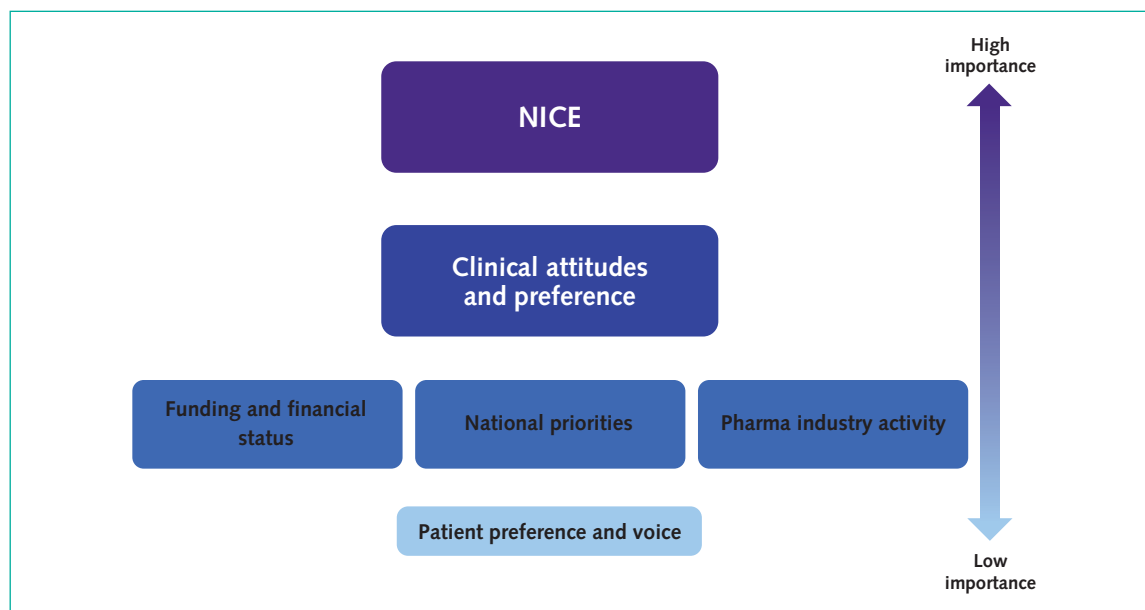 High
importance
NICE
Clinical attitudes
and preference
Funding and financial
status
National priorities
Pharma industry activity
Patient preference and voice
Low
importance